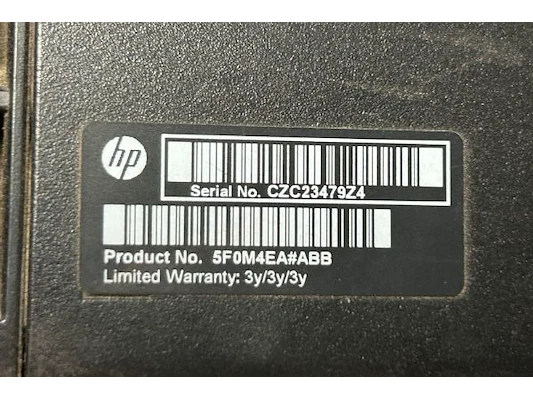 hp
Serial No. CZC23479Z4
Product No. 5F0M4EA#ABB
Limited Warranty: 3y/3y/3y